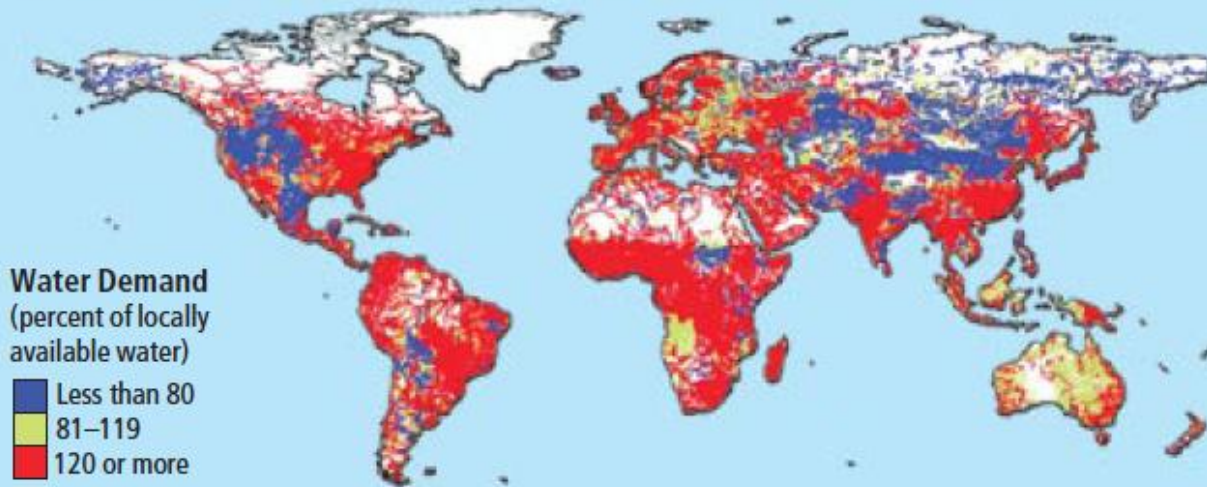 Water Demand
(percent of locally
available water)
Less than 80
81–119
120 or more